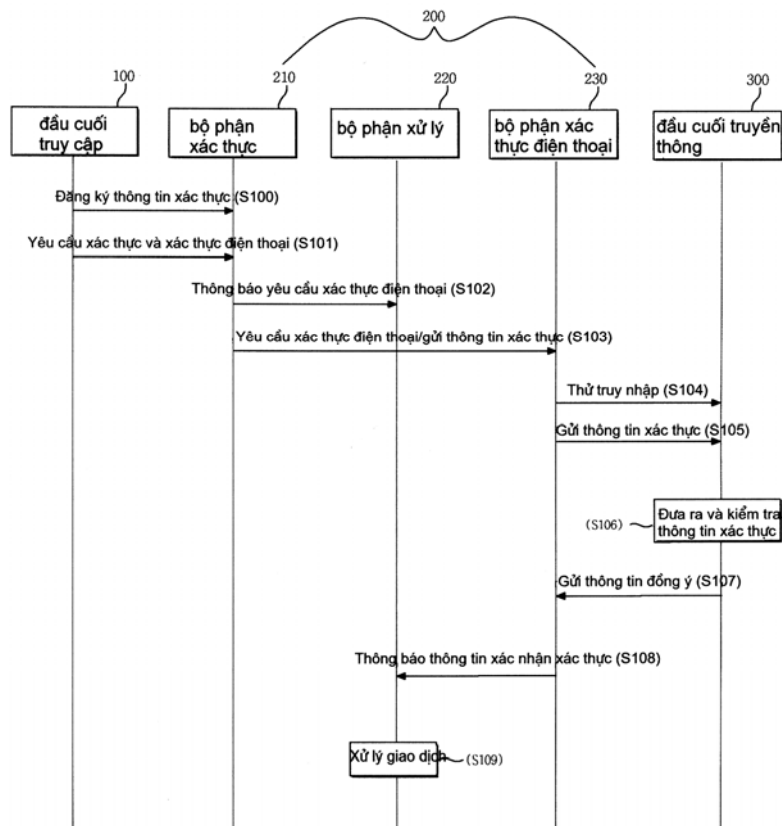 200
100
210
220
230
300
đầu cuối
truy cập
bộ phận
xác thực
bộ phận xử lý
bộ phận xác
thực điện thoại
đầu cuối truyền
thông
Đăng ký thông tin xác thực (S100)
Yêu cầu xác thực và xác thực điện thoại (S101)
Thông báo yêu cầu xác thực điện thoại (S102)
Yêu cầu xác thực điện thoại/gửi thông tin xác thực (S103)
Thử truy nhập (S104)
Gửi thông tin xác thực (S105)
(S106)
Đưa ra và kiểm tra
thông tin xác thực
Gửi thông tin đồng ý (S107)
Thông báo thông tin xác nhận xác thực (S108)
Xử lý giao dịch
(S109)